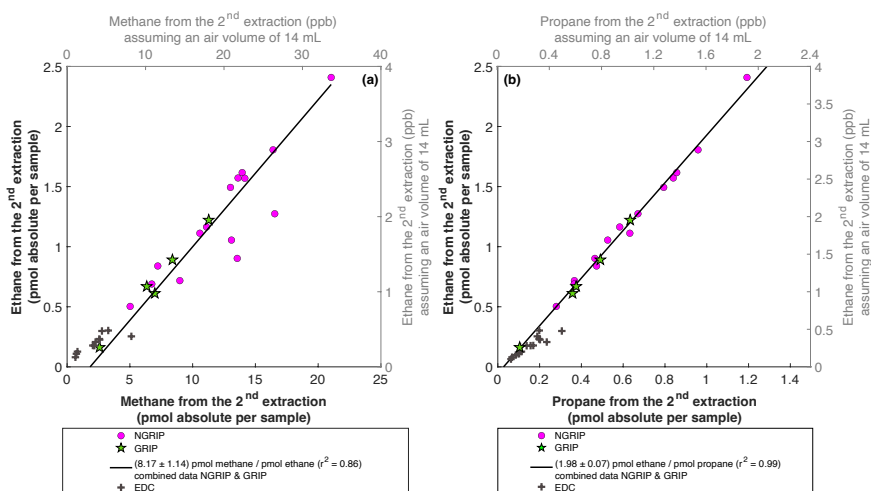 Methane from the 2nd extraction (ppb)
assuming an air volume of 14 mL
0 10 20 30 40
2.5
2
1.5
1
0.5
0
4
3
2
1
0
(a)
Ethane from the 2nd extraction
(pmol absolute per sample)
Ethane from the 2nd extraction (ppb)
assuming an air volume of 14 mL
0 5 10 15 20 25
Methane from the 2nd extraction
(pmol absolute per sample)
NGRIP
GRIP
(8.17 ± 1.14) pmol methane / pmol ethane (r2 = 0.86)
combined data NGRIP & GRIP
EDC
Propane from the 2nd extraction (ppb)
assuming an air volume of 14 mL
0 0.4 0.8 1.2 1.6 2 2.4
2.5
2
1.5
1
0.5
0
4
3.5
3
2.5
2
1.5
1
0.5
0
(b)
Ethane from the 2nd extraction
(pmol absolute per sample)
Ethane from the 2nd extraction (ppb)
assuming an air volume of 14 mL
0 0.2 0.4 0.6 0.8 1 1.2 1.4
Propane from the 2nd extraction
(pmol absolute per sample)
NGRIP
GRIP
(1.98 ± 0.07) pmol ethane / pmol propane (r2 = 0.99)
combined data NGRIP & GRIP
EDC